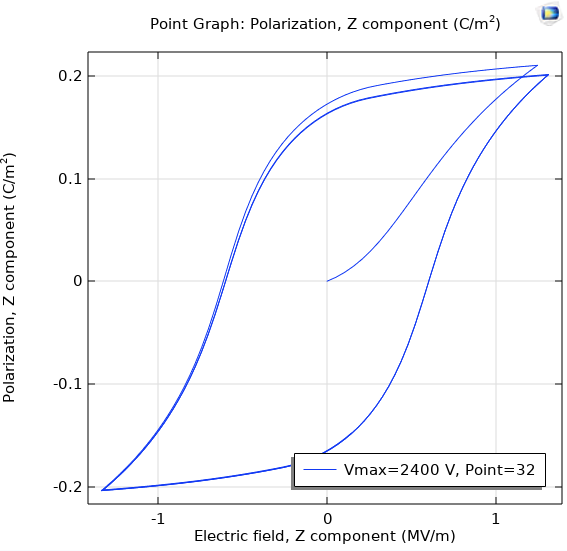 Point Graph: Polarization, Z component (C/m²)
Polarization, Z component (C/m²)
0.2
0.1
0
-0.1
-0.2
Vmax=2400 V, Point=32
-1
0
1
Electric field, Z component (MV/m)